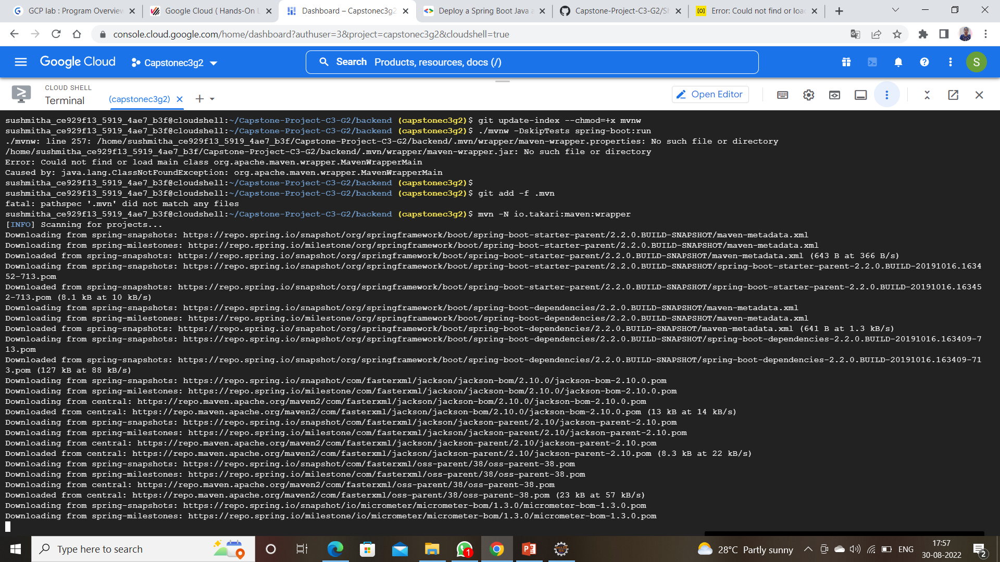 GCP lab : Program Overview
Google Cloud ( Hands-On L
Dashboard – Capstonec3g2
Deploy a Spring Boot Java a
Capstone-Project-C3-G2/Sh
Error: Could not find or loa
console.cloud.google.com/home/dashboard?authuser=3&project=capstonec3g2&cloudshell=true
Google Cloud
Capstonec3g2
Search Products, resources, docs (/)
S
CLOUD SHELL
Terminal
(capstonec3g2)
Open Editor
sushmitha_ce929f13_5919_4ae7_b3f@cloudshell:~/Capstone-Project-C3-G2/backend (capstonec3g2)$ git update-index --chmod=+x mvnw
sushmitha_ce929f13_5919_4ae7_b3f@cloudshell:~/Capstone-Project-C3-G2/backend (capstonec3g2)$ ./mvnw -DskipTests spring-boot:run
./mvnw: line 257: /home/sushmitha_ce929f13_5919_4ae7_b3f/Capstone-Project-C3-G2/backend/.mvn/wrapper/maven-wrapper.properties: No such file or directory
/home/sushmitha_ce929f13_5919_4ae7_b3f/Capstone-Project-C3-G2/backend/.mvn/wrapper/maven-wrapper.jar: No such file or directory
Error: Could not find or load main class org.apache.maven.wrapper.MavenWrapperMain
Caused by: java.lang.ClassNotFoundException: org.apache.maven.wrapper.MavenWrapperMain
sushmitha_ce929f13_5919_4ae7_b3f@cloudshell:~/Capstone-Project-C3-G2/backend (capstonec3g2)$
sushmitha_ce929f13_5919_4ae7_b3f@cloudshell:~/Capstone-Project-C3-G2/backend (capstonec3g2)$ git add -f .mvn
fatal: pathspec '.mvn' did not match any files
sushmitha_ce929f13_5919_4ae7_b3f@cloudshell:~/Capstone-Project-C3-G2/backend (capstonec3g2)$ mvn -N io.takari:maven:wrapper
[INFO] Scanning for projects...
Downloading from spring-snapshots: https://repo.spring.io/snapshot/org/springframework/boot/spring-boot-starter-parent/2.2.0.BUILD-SNAPSHOT/maven-metadata.xml
Downloading from spring-milestones: https://repo.spring.io/milestone/org/springframework/boot/spring-boot-starter-parent/2.2.0.BUILD-SNAPSHOT/maven-metadata.xml
Downloaded from spring-snapshots: https://repo.spring.io/snapshot/org/springframework/boot/spring-boot-starter-parent/2.2.0.BUILD-SNAPSHOT/maven-metadata.xml (643 B at 366 B/s)
Downloading from spring-snapshots: https://repo.spring.io/snapshot/org/springframework/boot/spring-boot-starter-parent/2.2.0.BUILD-SNAPSHOT/spring-boot-starter-parent-2.2.0.BUILD-20191016.1634
52-713.pom
Downloaded from spring-snapshots: https://repo.spring.io/snapshot/org/springframework/boot/spring-boot-starter-parent/2.2.0.BUILD-SNAPSHOT/spring-boot-starter-parent-2.2.0.BUILD-20191016.16345
2-713.pom (8.1 kB at 10 kB/s)
Downloading from spring-snapshots: https://repo.spring.io/snapshot/org/springframework/boot/spring-boot-dependencies/2.2.0.BUILD-SNAPSHOT/maven-metadata.xml
Downloading from spring-milestones: https://repo.spring.io/milestone/org/springframework/boot/spring-boot-dependencies/2.2.0.BUILD-SNAPSHOT/maven-metadata.xml
Downloaded from spring-snapshots: https://repo.spring.io/snapshot/org/springframework/boot/spring-boot-dependencies/2.2.0.BUILD-SNAPSHOT/maven-metadata.xml (641 B at 1.3 kB/s)
Downloading from spring-snapshots: https://repo.spring.io/snapshot/org/springframework/boot/spring-boot-dependencies/2.2.0.BUILD-SNAPSHOT/spring-boot-dependencies-2.2.0.BUILD-20191016.163409-7
13.pom
Downloaded from spring-snapshots: https://repo.spring.io/snapshot/org/springframework/boot/spring-boot-dependencies/2.2.0.BUILD-SNAPSHOT/spring-boot-dependencies-2.2.0.BUILD-20191016.163409-71
3.pom (127 kB at 88 kB/s)
Downloading from spring-snapshots: https://repo.spring.io/snapshot/com/fasterxml/jackson/jackson-bom/2.10.0/jackson-bom-2.10.0.pom
Downloading from spring-milestones: https://repo.spring.io/milestone/com/fasterxml/jackson/jackson-bom/2.10.0/jackson-bom-2.10.0.pom
Downloading from central: https://repo.maven.apache.org/maven2/com/fasterxml/jackson/jackson-bom/2.10.0/jackson-bom-2.10.0.pom
Downloaded from central: https://repo.maven.apache.org/maven2/com/fasterxml/jackson/jackson-bom/2.10.0/jackson-bom-2.10.0.pom (13 kB at 14 kB/s)
Downloading from spring-snapshots: https://repo.spring.io/snapshot/com/fasterxml/jackson/jackson-parent/2.10/jackson-parent-2.10.pom
Downloading from spring-milestones: https://repo.spring.io/milestone/com/fasterxml/jackson/jackson-parent/2.10/jackson-parent-2.10.pom
Downloading from central: https://repo.maven.apache.org/maven2/com/fasterxml/jackson/jackson-parent/2.10/jackson-parent-2.10.pom
Downloaded from central: https://repo.maven.apache.org/maven2/com/fasterxml/jackson/jackson-parent/2.10/jackson-parent-2.10.pom (8.3 kB at 22 kB/s)
Downloading from spring-snapshots: https://repo.spring.io/snapshot/com/fasterxml/oss-parent/38/oss-parent-38.pom
Downloading from spring-milestones: https://repo.spring.io/milestone/com/fasterxml/oss-parent/38/oss-parent-38.pom
Downloading from central: https://repo.maven.apache.org/maven2/com/fasterxml/oss-parent/38/oss-parent-38.pom
Downloaded from central: https://repo.maven.apache.org/maven2/com/fasterxml/oss-parent/38/oss-parent-38.pom (23 kB at 57 kB/s)
Downloading from spring-snapshots: https://repo.spring.io/snapshot/io/micrometer/micrometer-bom/1.3.0/micrometer-bom-1.3.0.pom
Downloading from spring-milestones: https://repo.spring.io/milestone/io/micrometer/micrometer-bom/1.3.0/micrometer-bom-1.3.0.pom
Type here to search
1
28°C Partly sunny
ENG
17:57
30-08-2022
2